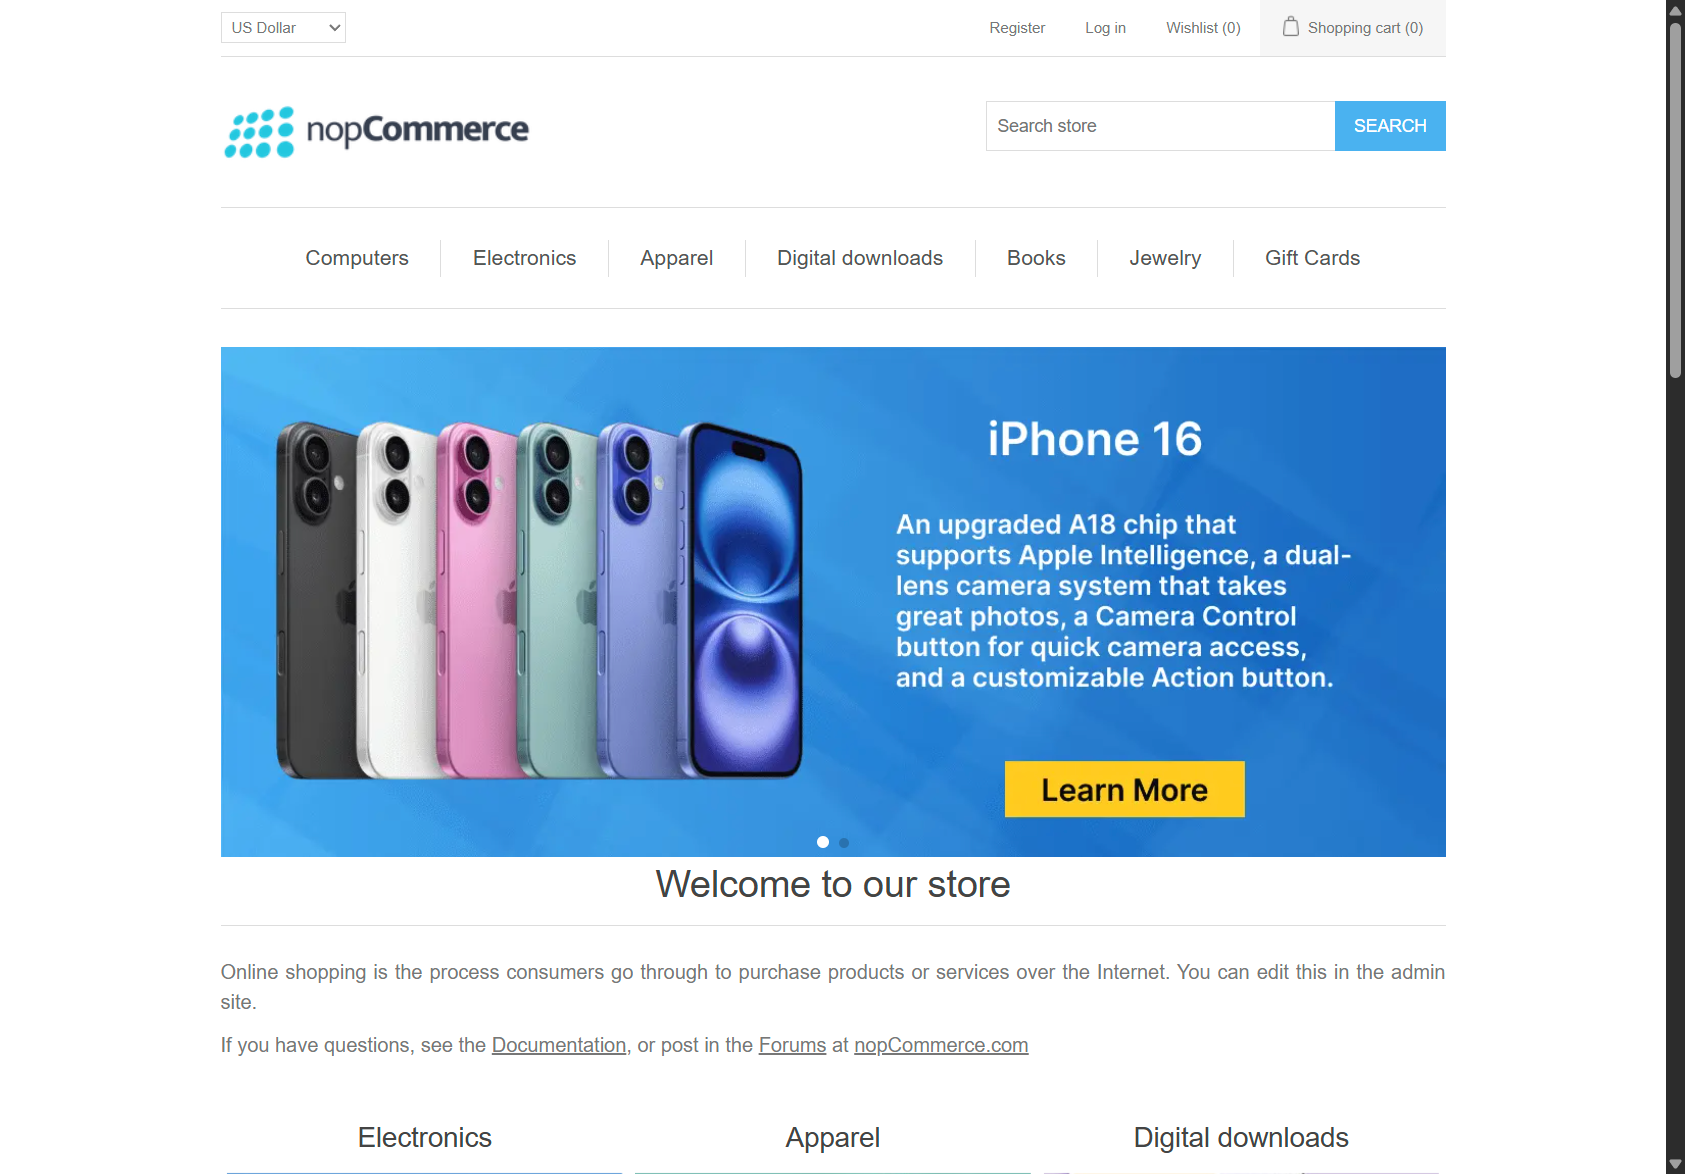 US Dollar
Register
Log in
Wishlist (0)
Shopping cart (0)
nopCommerce
Search store
SEARCH
Computers
Electronics
Apparel
Digital downloads
Books
Jewelry
Gift Cards
iPhone 16
An upgraded A18 chip that
supports Apple Intelligence, a dual-
lens camera system that takes
great photos, a Camera Control
button for quick camera access,
and a customizable Action button.
Learn More
Welcome to our store
Online shopping is the process consumers go through to purchase products or services over the Internet. You can edit this in the admin
site.
If you have questions, see the Documentation, or post in the Forums at nopCommerce.com
Electronics
Apparel
Digital downloads